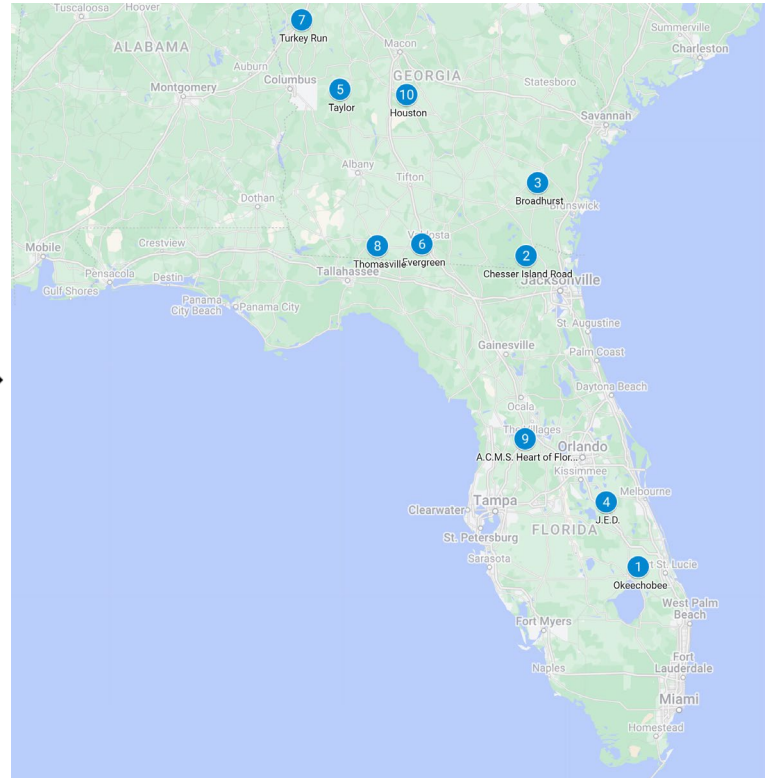 Tuscaloosa
Hoover
7
Turkey Run
Summerville
ALABAMA
Macon
Charleston
Auburn
Columbus
GEORGIA
Montgomery
5
10
Statesboro
Taylor
Houston
Savannah
Albany
Tifton
3
Dothan
Broadhurst
Brunswick
Mobile
Crestview
8
6
Valdosta
Thomasville
Evergreen
2
Pensacola
Tallahassee
Chesser Island Road
Gulf Shores
Destin
Jacksonville
Panama
City Beach
Panama City
St. Augustine
Gainesville
Palm Coast
Daytona Beach
Ocala
The Villages
9
Orlando
A.C.M.S. Heart of Flor...
Kissimmee
Tampa
4
Melbourne
Clearwater
J.E.D.
St. Petersburg
FLORIDA
Sarasota
1
Port St. Lucie
Okeechobee
West Palm
Beach
Fort Myers
Fort
Lauderdale
Naples
Miami
Homestead